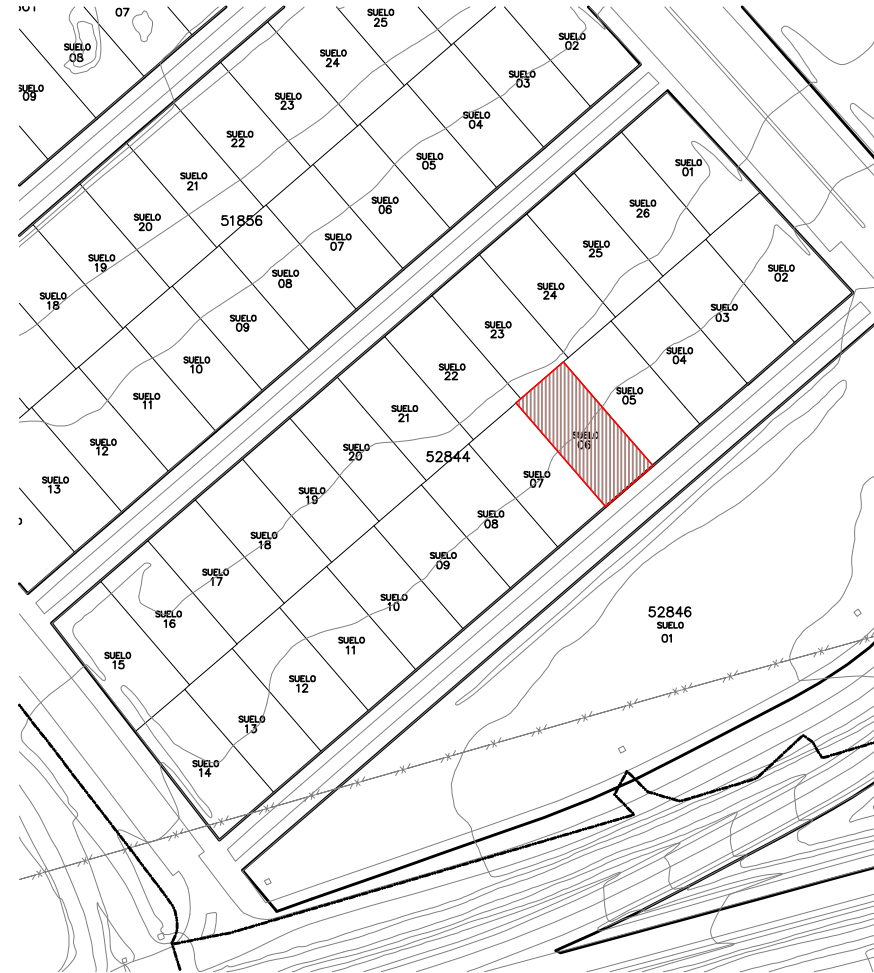 07
SUELO
08
SUELO
09
SUELO
25
SUELO
24
SUELO
23
SUELO
22
SUELO
21
SUELO
20
SUELO
19
SUELO
18
51856
SUELO
02
SUELO
03
SUELO
04
SUELO
05
SUELO
06
SUELO
07
SUELO
08
SUELO
09
SUELO
10
SUELO
11
SUELO
12
SUELO
13
SUELO
01
SUELO
26
SUELO
25
SUELO
24
SUELO
23
SUELO
22
SUELO
21
SUELO
20
SUELO
19
SUELO
18
SUELO
17
SUELO
16
SUELO
15
52844
SUELO
02
SUELO
03
SUELO
04
SUELO
05
SUELO
06
SUELO
07
SUELO
08
SUELO
09
SUELO
10
SUELO
11
SUELO
12
SUELO
13
SUELO
14
52846
SUELO
01